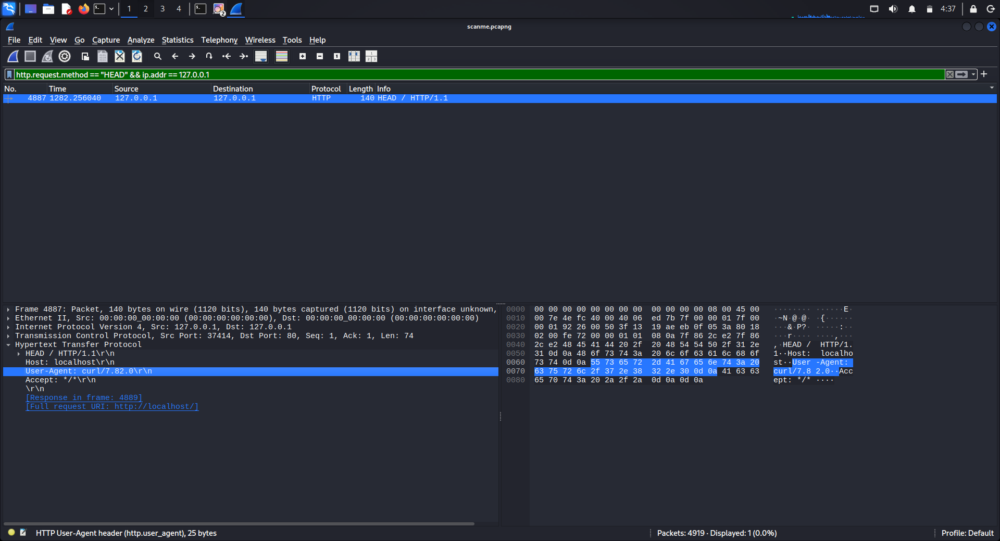 1 2 3 4 2 4:37
scanme.pcapng
File Edit View Go Capture Analyze Statistics Telephony Wireless Tools Help
http.request.method == "HEAD" && ip.addr == 127.0.0.1
No. Time Source Destination Protocol Length Info
4887 1282.256040 127.0.0.1 127.0.0.1 HTTP 140 HEAD / HTTP/1.1
Frame 4887: Packet, 140 bytes on wire (1120 bits), 140 bytes captured (1120 bits) on interface unknown,
Ethernet II, Src: 00:00:00_00:00:00 (00:00:00:00:00:00), Dst: 00:00:00_00:00:00 (00:00:00:00:00:00)
Internet Protocol Version 4, Src: 127.0.0.1, Dst: 127.0.0.1
Transmission Control Protocol, Src Port: 37414, Dst Port: 80, Seq: 1, Ack: 1, Len: 74
Hypertext Transfer Protocol
HEAD / HTTP/1.1\r\n
Host: localhost\r\n
User-Agent: curl/7.82.0\r\n
Accept: */*\r\n
\r\n
[Response in frame: 4889]
[Full request URI: http://localhost/]
0000 00 00 00 00 00 00 00 00 00 00 00 00 08 00 45 00 ········ ······E·
0010 00 7e 4e fc 40 00 40 06 ed 7b 7f 00 00 01 7f 00 ·~N·@·@· ·{······
0020 00 01 92 26 00 50 3f 13 19 ae eb 0f 05 3a 80 18 ···&·P?· ·····:··
0030 02 00 fe 72 00 00 01 01 08 0a 7f 86 2c e2 7f 86 ···r···· ····,···
0040 2c e2 48 45 41 44 20 2f 20 48 54 54 50 2f 31 2e ,·HEAD / HTTP/1.
0050 31 0d 0a 48 6f 73 74 3a 20 6c 6f 63 61 6c 68 6f 1··Host: localho
0060 73 74 0d 0a 55 73 65 72 2d 41 67 65 6e 74 3a 20 st··User -Agent:
0070 63 75 72 6c 2f 37 2e 38 32 2e 30 0d 0a 41 63 63 curl/7.8 2.0··Acc
0080 65 70 74 3a 20 2a 2f 2a 0d 0a 0d 0a ept: */* ····
HTTP User-Agent header (http.user_agent), 25 bytes
Packets: 4919 · Displayed: 1 (0.0%)
Profile: Default